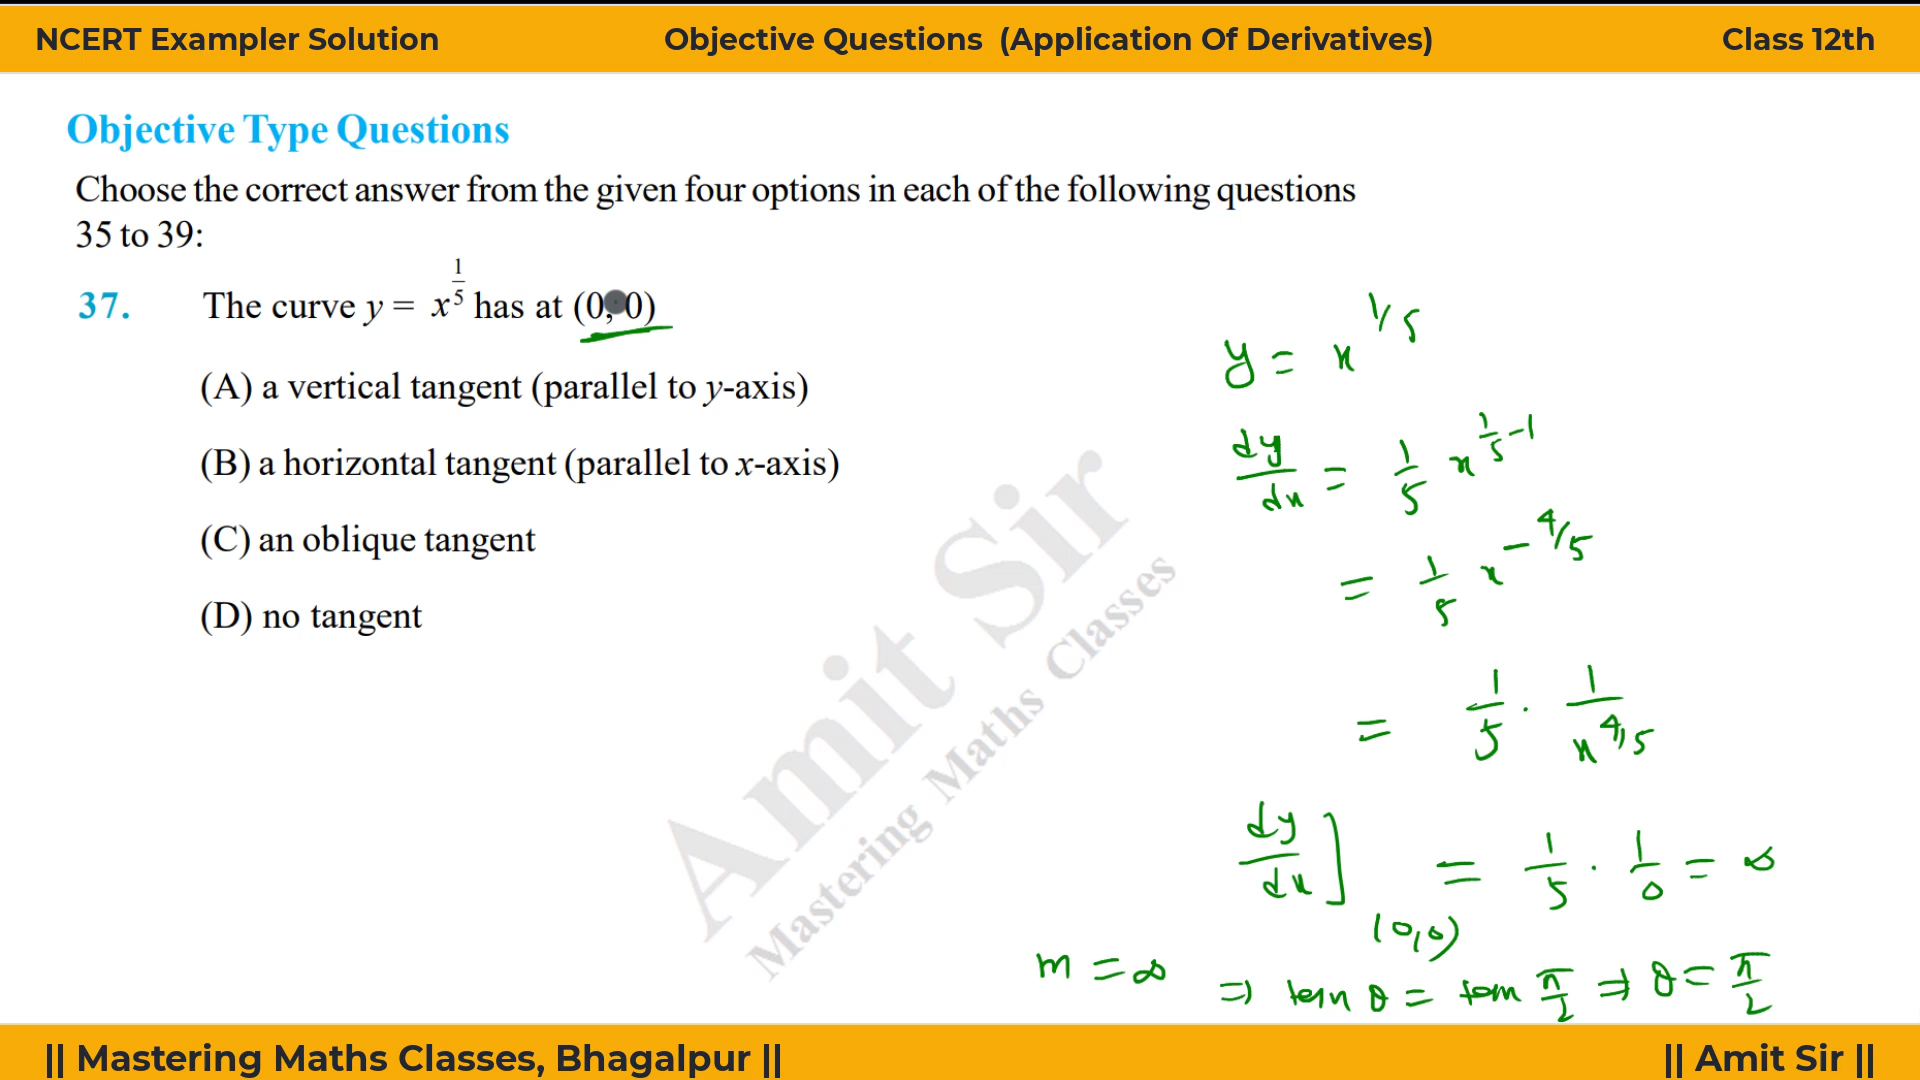 NCERT Exampler Solution Objective Questions (Application Of Derivatives) Class 12th
Objective Type Questions
Choose the correct answer from the given four options in each of the following questions
35 to 39:
37. The curve y = x^(1/5) has at (0, 0)
(A) a vertical tangent (parallel to y-axis)
(B) a horizontal tangent (parallel to x-axis)
(C) an oblique tangent
(D) no tangent
y = x^(1/5)
dy/dx = 1/5 x^(1/5 - 1)
= 1/5 x^(-4/5)
= 1/5 · 1/x^(4/5)
dy/dx](0,0) = 1/5 · 1/0 = ∞
m = ∞ ⇒ tan θ = tan π/2 ⇒ θ = π/2
Amit Sir
Mastering Maths Classes
|| Mastering Maths Classes, Bhagalpur || || Amit Sir ||